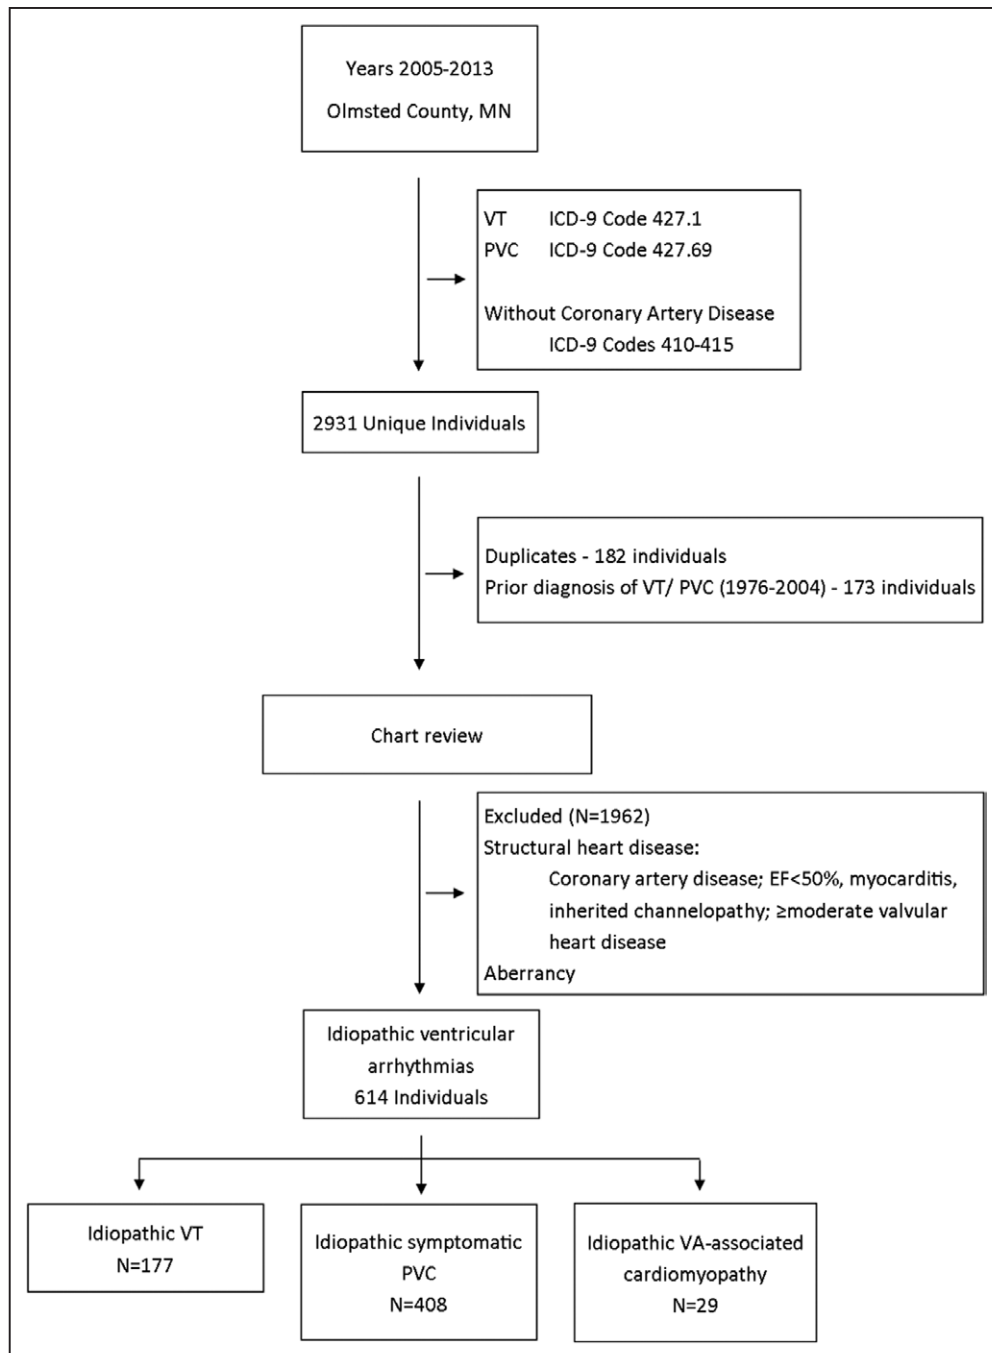 Years 2005-2013
Olmsted County, MN
VT ICD-9 Code 427.1
PVC ICD-9 Code 427.69
Without Coronary Artery Disease
ICD-9 Codes 410-415
2931 Unique Individuals
Duplicates - 182 individuals
Prior diagnosis of VT/ PVC (1976-2004) - 173 individuals
Chart review
Excluded (N=1962)
Structural heart disease:
Coronary artery disease; EF<50%, myocarditis,
inherited channelopathy; ≥moderate valvular
heart disease
Aberrancy
Idiopathic ventricular
arrhythmias
614 Individuals
Idiopathic VT
N=177
Idiopathic symptomatic
PVC
N=408
Idiopathic VA-associated
cardiomyopathy
N=29